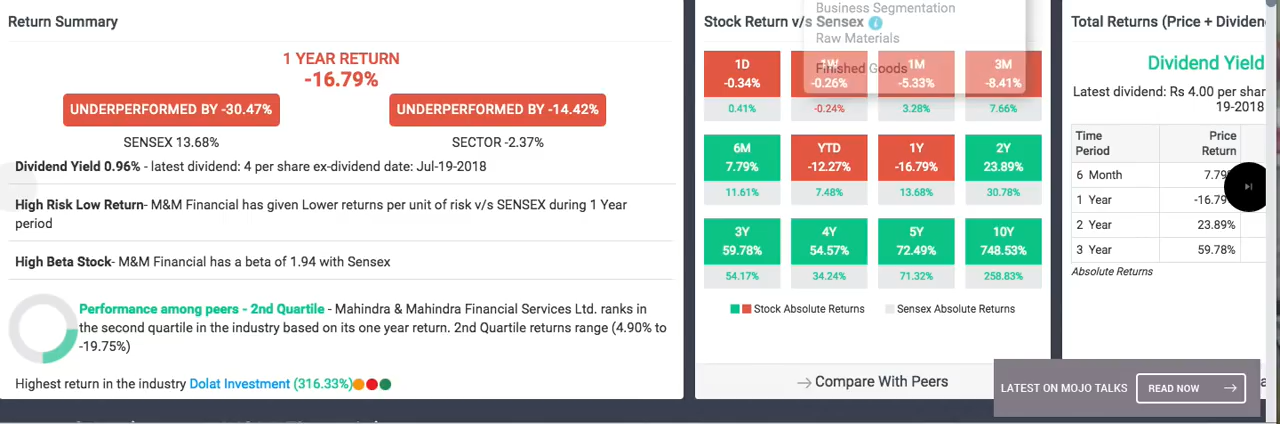 Return Summary
1 YEAR RETURN
-16.79%
UNDERPERFORMED BY -30.47%
UNDERPERFORMED BY -14.42%
SENSEX 13.68%
SECTOR -2.37%
Dividend Yield 0.96% - latest dividend: 4 per share ex-dividend date: Jul-19-2018
High Risk Low Return- M&M Financial has given Lower returns per unit of risk v/s SENSEX during 1 Year
period
High Beta Stock- M&M Financial has a beta of 1.94 with Sensex
Performance among peers - 2nd Quartile - Mahindra & Mahindra Financial Services Ltd. ranks in
the second quartile in the industry based on its one year return. 2nd Quartile returns range (4.90% to
-19.75%)
Highest return in the industry Dolat Investment (316.33%)
Business Segmentation
Stock Return v/s Sensex
Raw Materials
Finished Goods
1D 1W 1M 3M
-0.34% -0.26% -5.33% -8.41%
0.41% -0.24% 3.28% 7.66%
6M YTD 1Y 2Y
7.79% -12.27% -16.79% 23.89%
11.61% 7.48% 13.68% 30.78%
3Y 4Y 5Y 10Y
59.78% 54.57% 72.49% 748.53%
54.17% 34.24% 71.32% 258.83%
Stock Absolute Returns Sensex Absolute Returns
Compare With Peers
Total Returns (Price +
Dividend Yield
Latest dividend: Rs 4.00 per
19-2018
Time Price
Period Return
6 Month
1 Year
2 Year 23.89%
3 Year 59.78%
Absolute Returns
LATEST ON MOJO TALKS
READ NOW